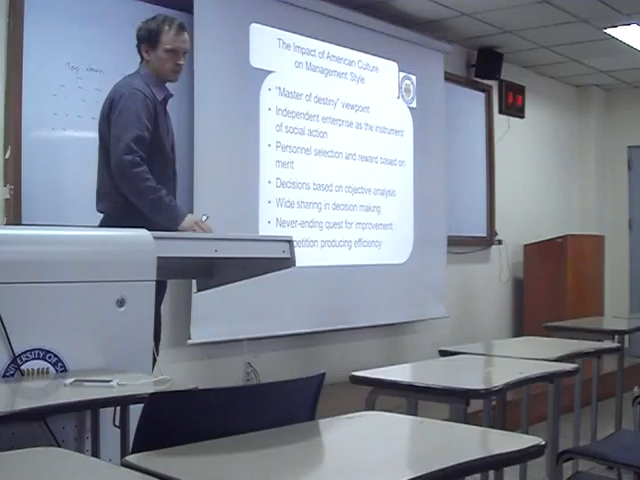 The Impact of American Culture
on Management Style
• "Master of destiny" viewpoint
• Independent enterprise as the instrument
of social action
• Personnel selection and reward based on
merit
• Decisions based on objective analysis
• Wide sharing in decision making
• Never-ending quest for improvement
efficiency producing
UNIVERSITY OF